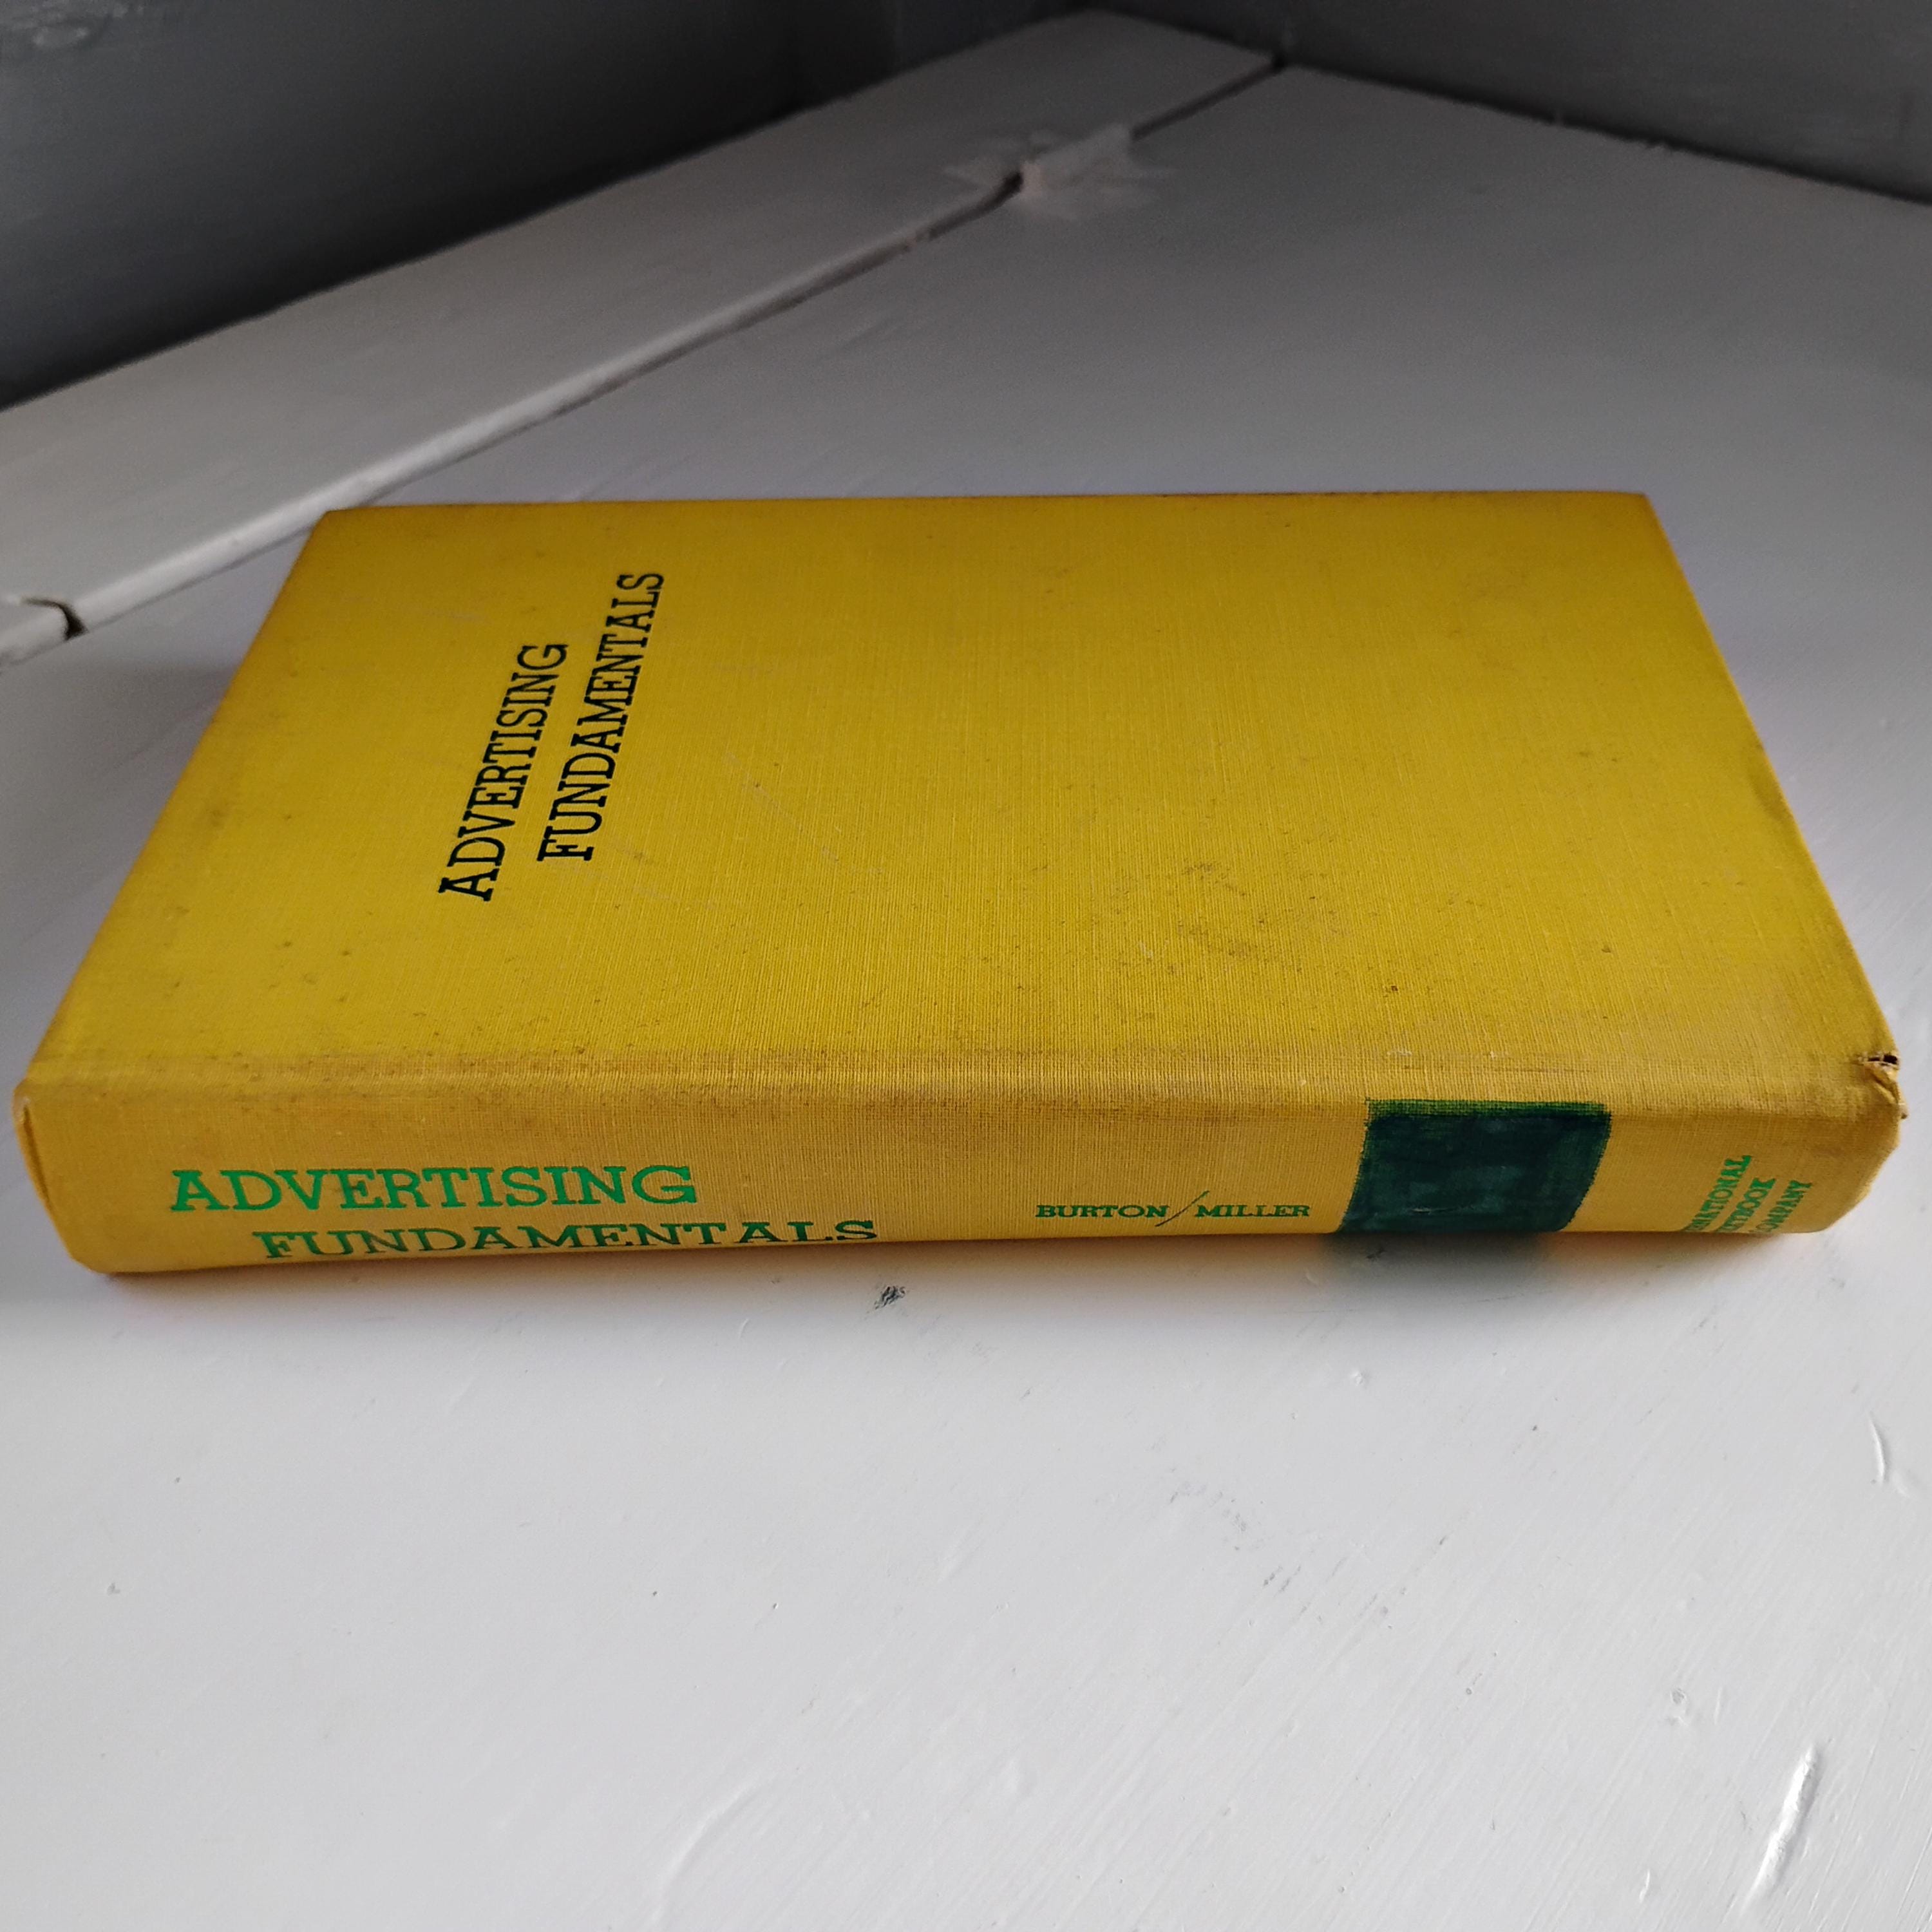 ADVERTISING
FUNDAMENTALS
ADVERTISING
FUNDAMENTALS
BURTON/MILLER